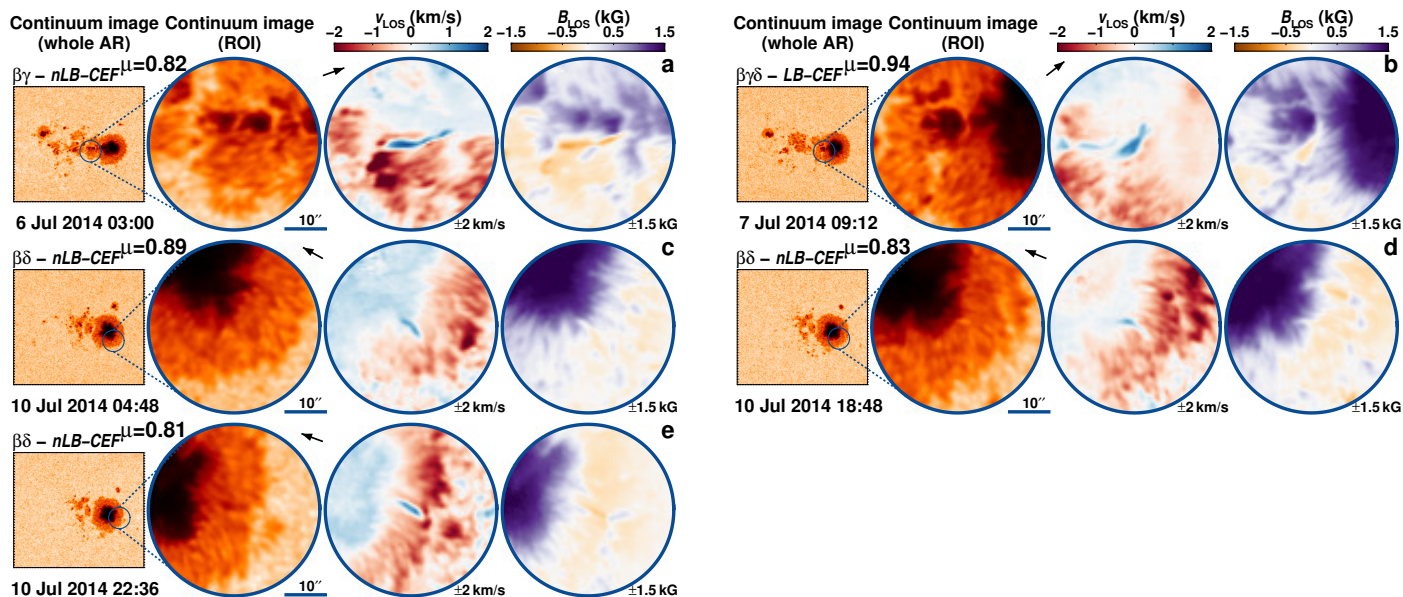 Continuum image (whole AR)
Continuum image (ROI)
v_LOS (km/s)
−2 −1 0 1 2
B_LOS (kG)
−1.5 −0.5 0.5 1.5
βγ − nLB−CEF μ=0.82
a
10″
±2 km/s
±1.5 kG
6 Jul 2014 03:00
Continuum image (whole AR)
Continuum image (ROI)
v_LOS (km/s)
−2 −1 0 1 2
B_LOS (kG)
−1.5 −0.5 0.5 1.5
βγδ − LB−CEF μ=0.94
b
10″
±2 km/s
±1.5 kG
7 Jul 2014 09:12
βδ − nLB−CEF μ=0.89
c
10″
±2 km/s
±1.5 kG
10 Jul 2014 04:48
βδ − nLB−CEF μ=0.83
d
10″
±2 km/s
±1.5 kG
10 Jul 2014 18:48
βδ − nLB−CEF μ=0.81
e
10″
±2 km/s
±1.5 kG
10 Jul 2014 22:36